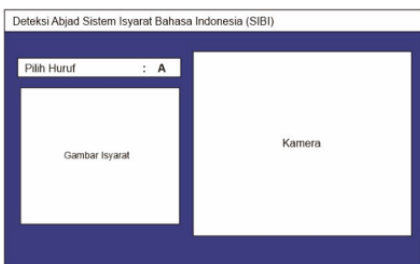 Deteksi Abjad Sistem Isyarat Bahasa Indonesia (SIBI)
Pilih Huruf : A
Gambar Isyarat
Kamera